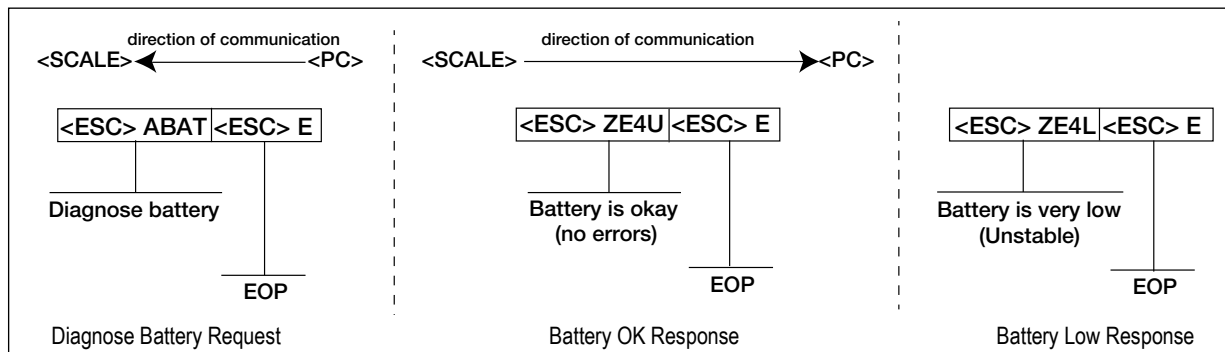 direction of communication
<SCALE> <PC>
<ESC> ABAT <ESC> E
Diagnose battery
EOP
Diagnose Battery Request
direction of communication
<SCALE> <PC>
<ESC> ZE4U <ESC> E
Battery is okay
(no errors)
EOP
Battery OK Response
<ESC> ZE4L <ESC> E
Battery is very low
(Unstable)
EOP
Battery Low Response